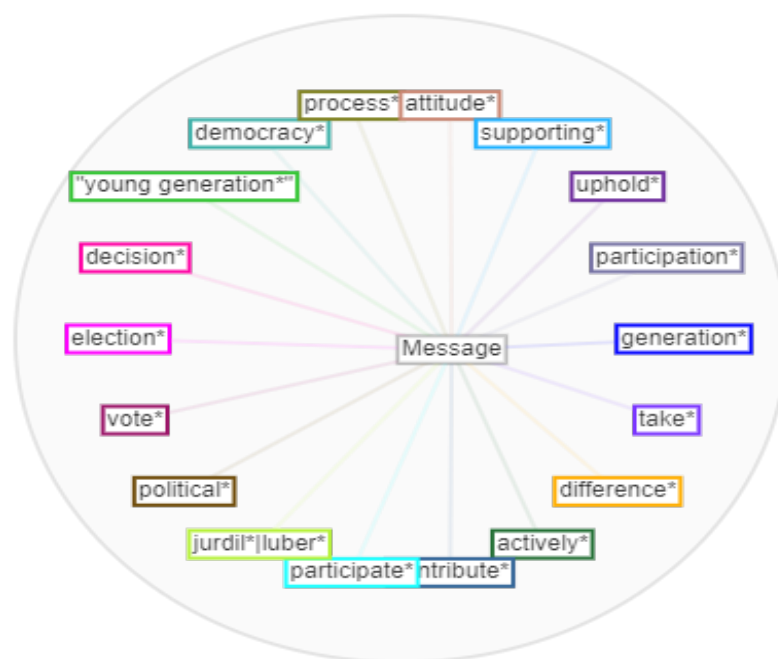 process* attitude*
democracy* supporting*
"young generation*" uphold*
decision* participation*
election* generation*
Message
vote* take*
political* difference*
jurdil*|luber* actively*
participate* ntribute*